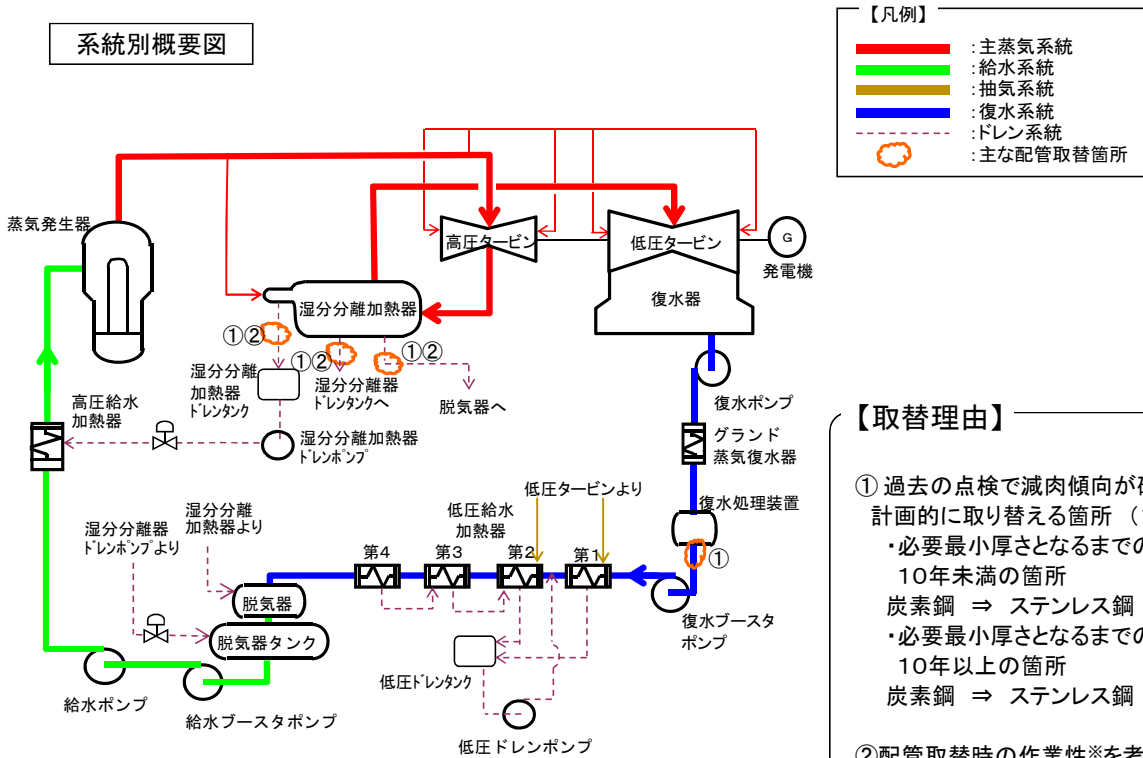 系統別概要図
【凡例】
:主蒸気系統
:給水系統
:抽気系統
:復水系統
:ドレン系統
:主な配管取替箇所
蒸気発生器
高圧タービン
低圧タービン
G
発電機
復水器
湿分分離加熱器
①②
①②
①②
湿分分離
加熱器
ドレンタンク
湿分分離器
ドレンタンクへ
脱気器へ
高圧給水
加熱器
湿分分離加熱器
ドレンポンプ
復水ポンプ
グランド
蒸気復水器
復水処理装置
①
低圧タービンより
低圧給水
加熱器
湿分分離
加熱器より
湿分分離器
ドレンポンプより
第4
第3
第2
第1
脱気器
脱気器タンク
復水ブースタ
ポンプ
低圧ドレンタンク
給水ポンプ
給水ブースタポンプ
低圧ドレンポンプ
【取替理由】
① 過去の点検で減肉傾向が
計画的に取り替える箇所 (
・必要最小厚さとなるまでの
10年未満の箇所
炭素鋼 ⇒ ステンレス鋼
・必要最小厚さとなるまでの
10年以上の箇所
炭素鋼 ⇒ ステンレス鋼
②配管取替時の作業性※を考